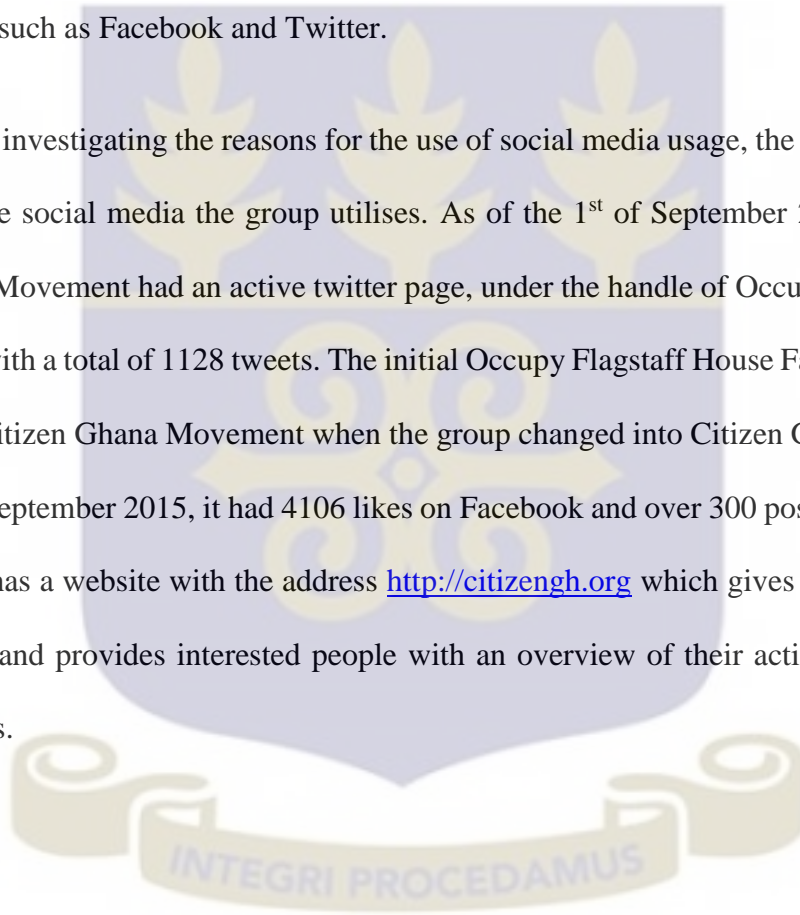 such as Facebook and Twitter.
investigating the reasons for the use of social media usage, the
e social media the group utilises. As of the 1st of September
Movement had an active twitter page, under the handle of Occu
with a total of 1128 tweets. The initial Occupy Flagstaff House Fa
itizen Ghana Movement when the group changed into Citizen
eptember 2015, it had 4106 likes on Facebook and over 300 pos
has a website with the address http://citizengh.org which gives
and provides interested people with an overview of their acti
s.
INTEGRI PROCEDAMUS